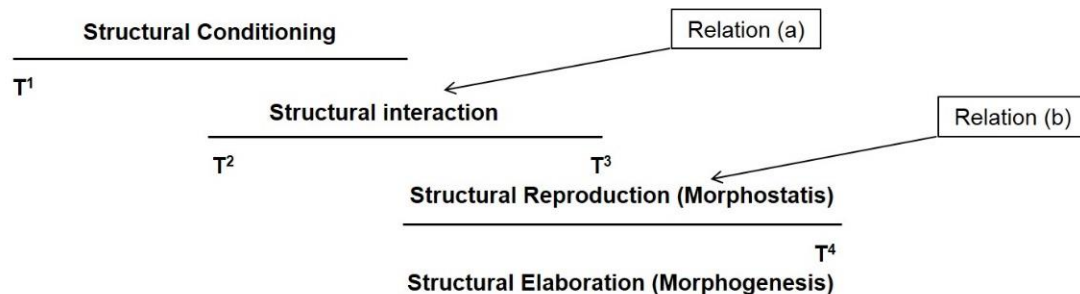 Structural Conditioning
Relation (a)
T¹
Structural interaction
Relation (b)
T²
T³
Structural Reproduction (Morphostatis)
T⁴
Structural Elaboration (Morphogenesis)